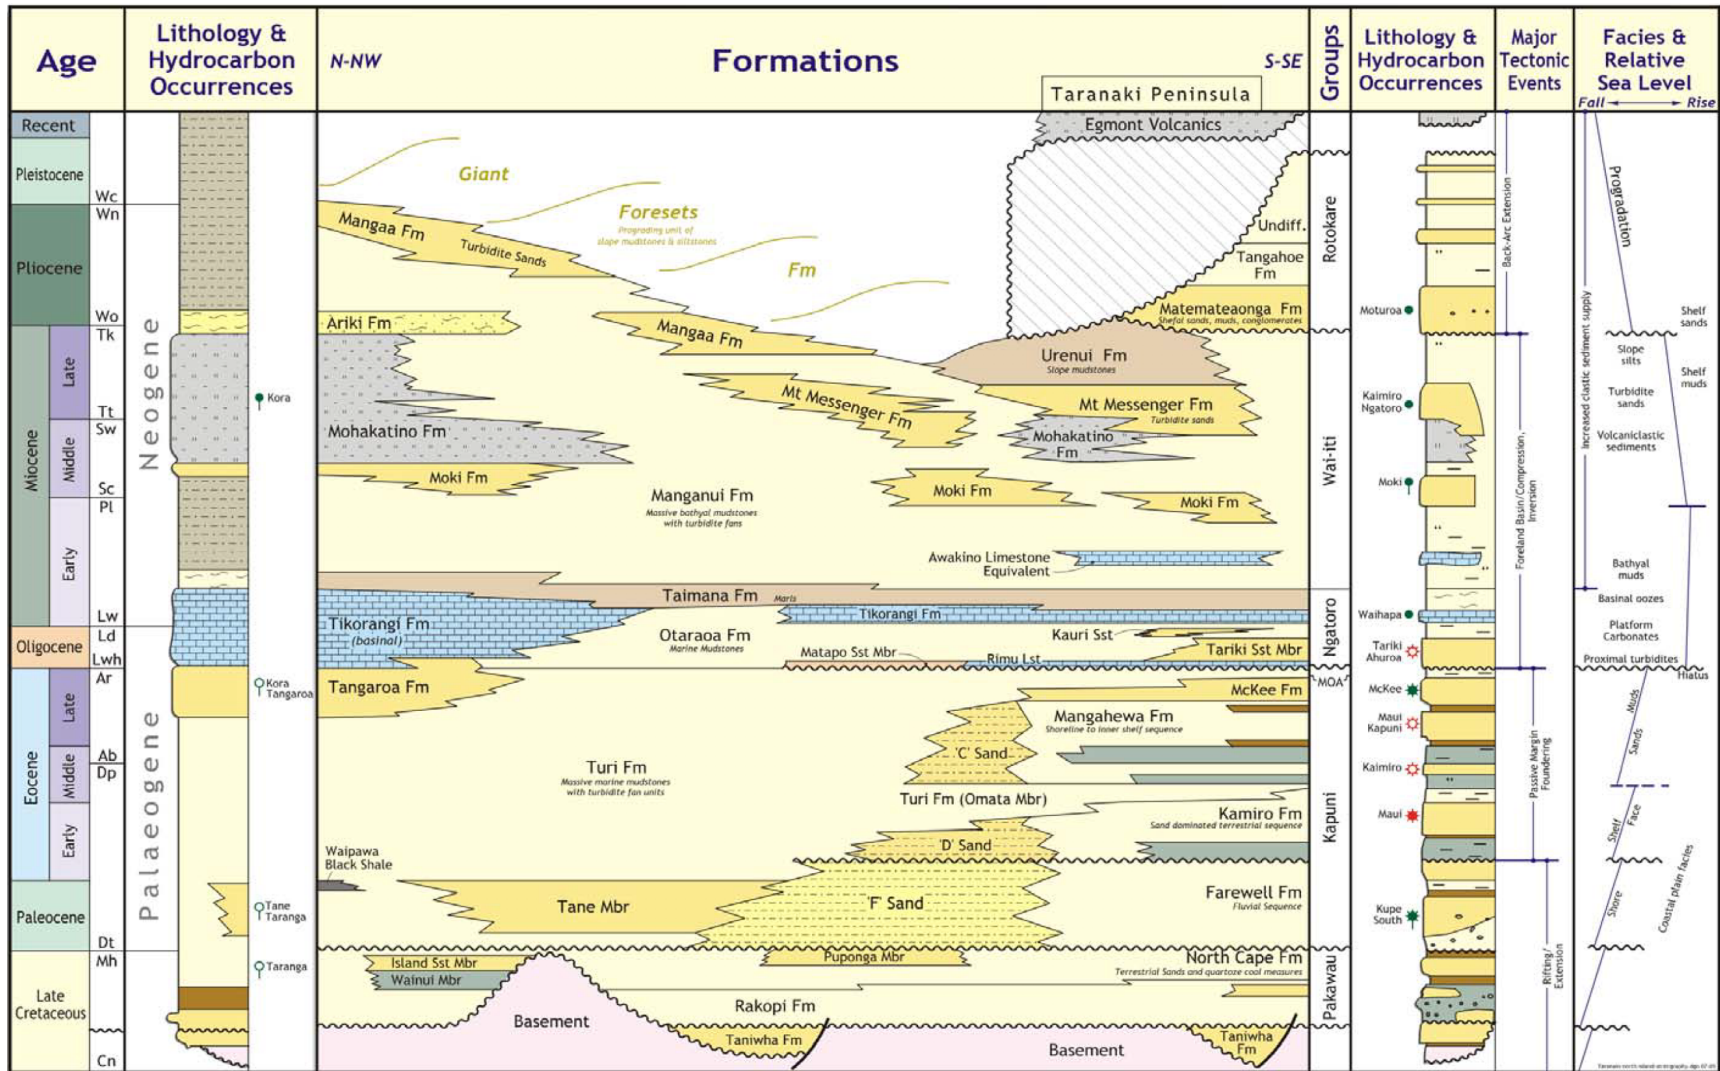 Age
Lithology &
Hydrocarbon
Occurrences
N-NW
Formations
S-SE
Taranaki Peninsula
Groups
Lithology &
Hydrocarbon
Occurrences
Major
Tectonic
Events
Facies &
Relative
Sea Level
Fall
Rise
Recent
Pleistocene
Wc
Wn
Pliocene
Wo
Tk
Miocene
Late
Tt
Sw
Middle
Sc
Pl
Early
Lw
Oligocene
Ld
Lwh
Ar
Eocene
Late
Ab
Dp
Middle
Early
Paleocene
Dt
Mh
Late
Cretaceous
Cn
Neogene
Palaeogene
Kora
Kora
Tangaroa
Tane
Taranga
Taranga
Egmont Volcanics
Giant
Foresets
Prograding unit of
slope mudstones & siltstones
Fm
Mangaa Fm
Turbidite Sands
Undiff.
Tangahoe
Fm
Matemateaonga Fm
Shelfal sands, muds, conglomerates
Ariki Fm
Mangaa Fm
Urenui Fm
Slope mudstones
Mt Messenger Fm
Mt Messenger Fm
Turbidite sands
Mohakatino Fm
Mohakatino
Fm
Moki Fm
Manganui Fm
Massive bathyal mudstones
with turbidite fans
Moki Fm
Moki Fm
Awakino Limestone
Equivalent
Taimana Fm
Marls
Tikorangi Fm
(basinal)
Tikorangi Fm
Otaraoa Fm
Marine Mudstones
Kauri Sst
Matapo Sst Mbr
Rimu Lst
Tariki Sst Mbr
Tangaroa Fm
McKee Fm
Mangahewa Fm
Shoreline to inner shelf sequence
'C' Sand
Turi Fm
Massive marine mudstones
with turbidite fan units
Turi Fm (Omata Mbr)
Kamiro Fm
Sand dominated terrestrial sequence
'D' Sand
Waipawa
Black Shale
Tane Mbr
'F' Sand
Farewell Fm
Fluvial Sequence
Island Sst Mbr
Wainui Mbr
Puponga Mbr
North Cape Fm
Terrestrial Sands and quartoze coal measures
Rakopi Fm
Basement
Taniwha Fm
Basement
Taniwha
Fm
Rotokare
Wai-iti
Ngatoro
MOA
Kapuni
Pakawau
Moturoa
Kaimiro
Ngatoro
Moki
Waihapa
Tariki
Ahuroa
McKee
Maui
Kapuni
Kaimiro
Maui
Kupe
South
Back-Arc Extension
Foreland Basin/Compression,
Inversion
Passive Margin
Foundering
Rifting/
Extension
Increased clastic sediment supply
Progradation
Shelf
sands
Slope
silts
Shelf
muds
Turbidite
sands
Volcaniclastic
sediments
Bathyal
muds
Basinal oozes
Platform
Carbonates
Proximal turbidites
Hiatus
Muds
Sands
Shelf
Face
Shore
Coastal plain facies